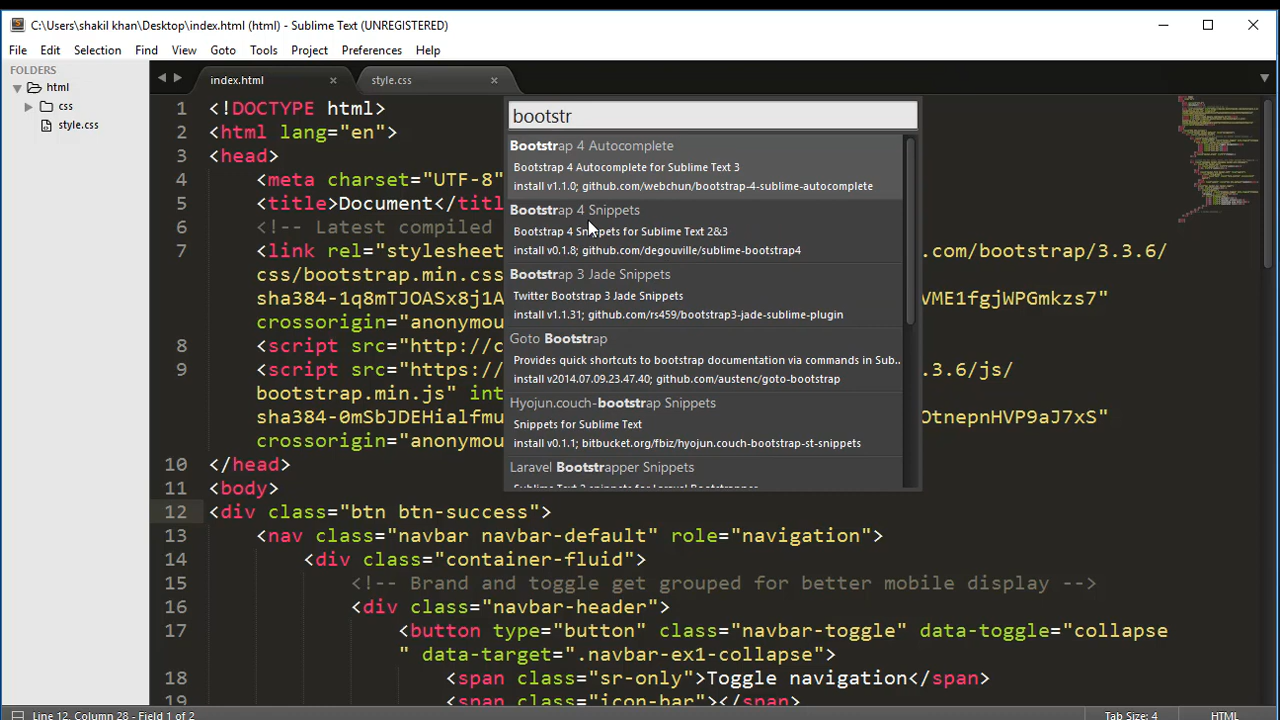 C:\Users\shakil khan\Desktop\index.html (html) - Sublime Text (UNREGISTERED)
File Edit Selection Find View Goto Tools Project Preferences Help
FOLDERS
html
css
style.css
index.html
style.css
bootstr
Bootstrap 4 Autocomplete
Bootstrap 4 Autocomplete for Sublime Text 3
install v1.1.0; github.com/webchun/bootstrap-4-sublime-autocomplete
Bootstrap 4 Snippets
Bootstrap 4 Snippets for Sublime Text 2&3
install v0.1.8; github.com/degouville/sublime-bootstrap4
Bootstrap 3 Jade Snippets
Twitter Bootstrap 3 Jade Snippets
install v1.1.31; github.com/rs459/bootstrap3-jade-sublime-plugin
Goto Bootstrap
Provides quick shortcuts to bootstrap documentation via commands in Sub..
install v2014.07.09.23.47.40; github.com/austenc/goto-bootstrap
Hyojun.couch-bootstrap Snippets
Snippets for Sublime Text
install v0.1.1; bitbucket.org/fbiz/hyojun.couch-bootstrap-st-snippets
Laravel Bootstrapper Snippets
Sublime Text 2 snippets for Laravel Bootstrapper
1 <!DOCTYPE html>
2 <html lang="en">
3 <head>
4 <meta charset="UTF-8"
5 <title>Document</titl
6 <!-- Latest compiled
7 <link rel="stylesheet .com/bootstrap/3.3.6/
css/bootstrap.min.css
sha384-1q8mTJOASx8j1A VME1fgjWPGmkzs7"
crossorigin="anonymou
8 <script src="http://c
9 <script src="https:/ .3.6/js/
bootstrap.min.js" int
sha384-0mSbJDEHialfmu OtnepnHVP9aJ7xS"
crossorigin="anonymou
10 </head>
11 <body>
12 <div class="btn btn-success">
13 <nav class="navbar navbar-default" role="navigation">
14 <div class="container-fluid">
15 <!-- Brand and toggle get grouped for better mobile display -->
16 <div class="navbar-header">
17 <button type="button" class="navbar-toggle" data-toggle="collapse
" data-target=".navbar-ex1-collapse">
18 <span class="sr-only">Toggle navigation</span>
19 <span class="icon-bar"></span>
Line 12, Column 28 - Field 1 of 2
Tab Size: 4
HTML